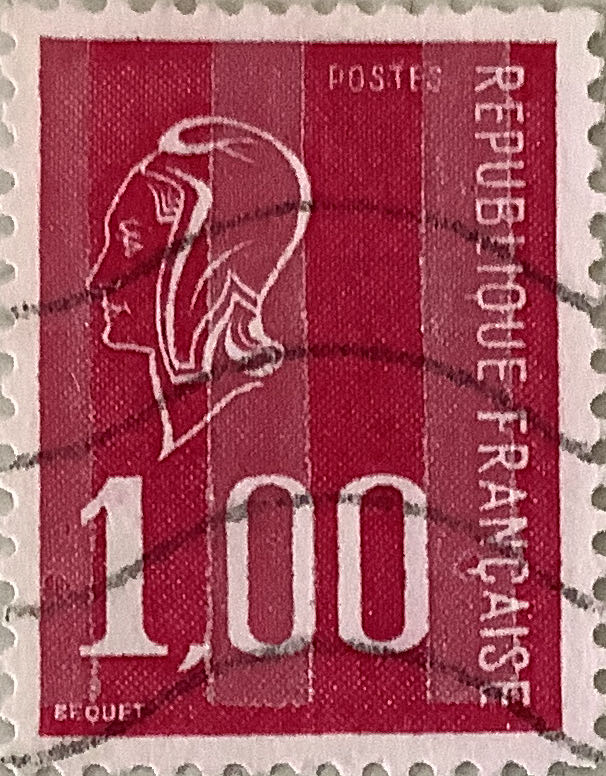 POSTES
RÉPUBLIQUE FRANÇAISE
1,00
BEQUET